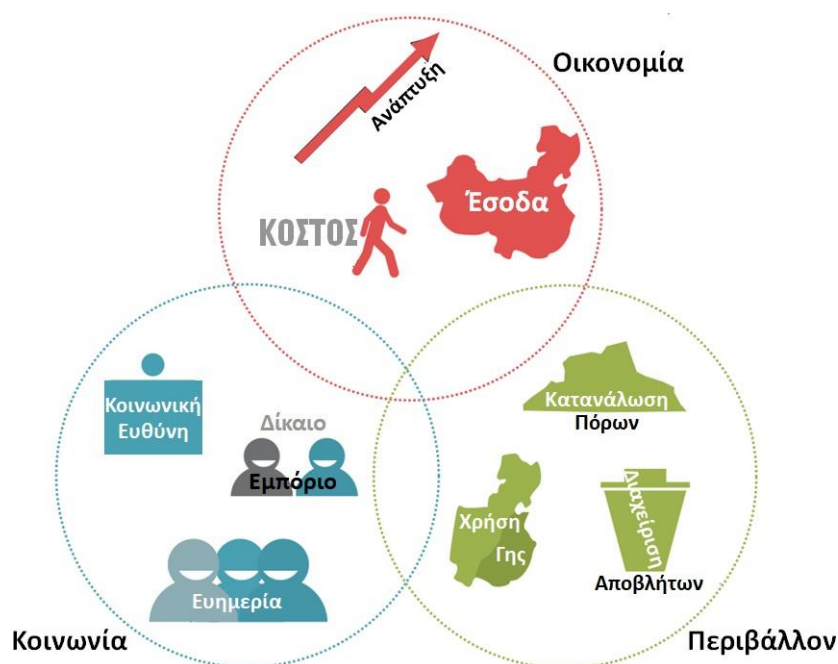 Οικονομία
Ανάπτυξη
Έσοδα
ΚΟΣΤΟΣ
Κοινωνική
Ευθύνη
Δίκαιο
Εμπόριο
Ευημερία
Κοινωνία
Κατανάλωση
Πόρων
Χρήση
Γης
Διαχείριση
Αποβλήτων
Περιβάλλον